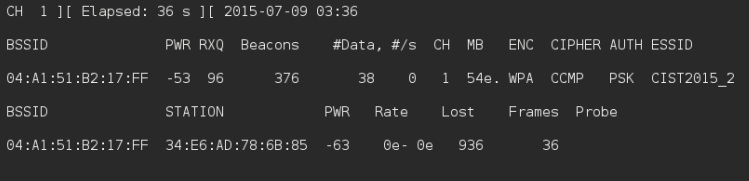 CH 1 ][ Elapsed: 36 s ][ 2015-07-09 03:36
BSSID PWR RXQ Beacons #Data, #/s CH MB ENC CIPHER AUTH ESSID
04:A1:51:B2:17:FF -53 96 376 38 0 1 54e. WPA CCMP PSK CIST2015_2
BSSID STATION PWR Rate Lost Frames Probe
04:A1:51:B2:17:FF 34:E6:AD:78:6B:85 -63 0e- 0e 936 36